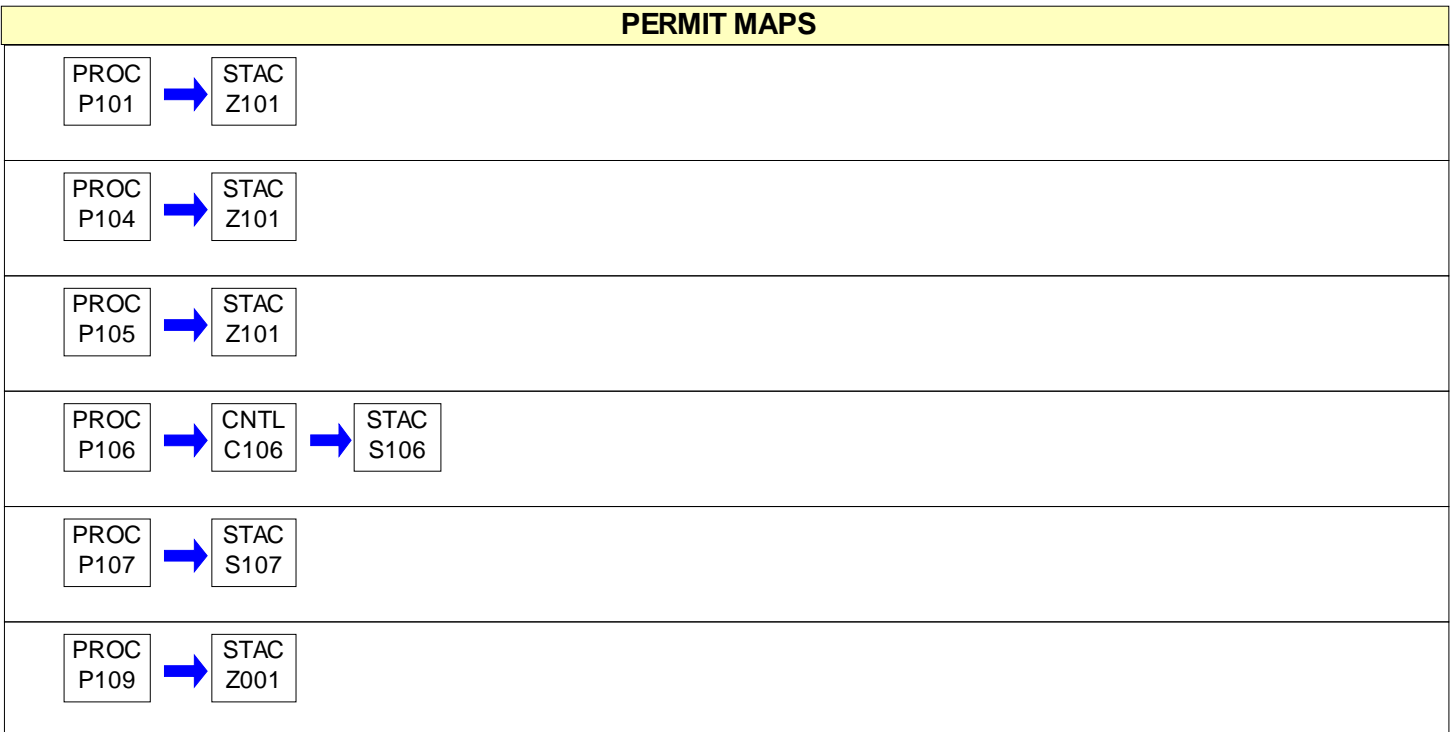 PERMIT MAPS
PROC STAC
P101 Z101
PROC STAC
P104 Z101
PROC STAC
P105 Z101
PROC CNTL STAC
P106 C106 S106
PROC STAC
P107 S107
PROC STAC
P109 Z001